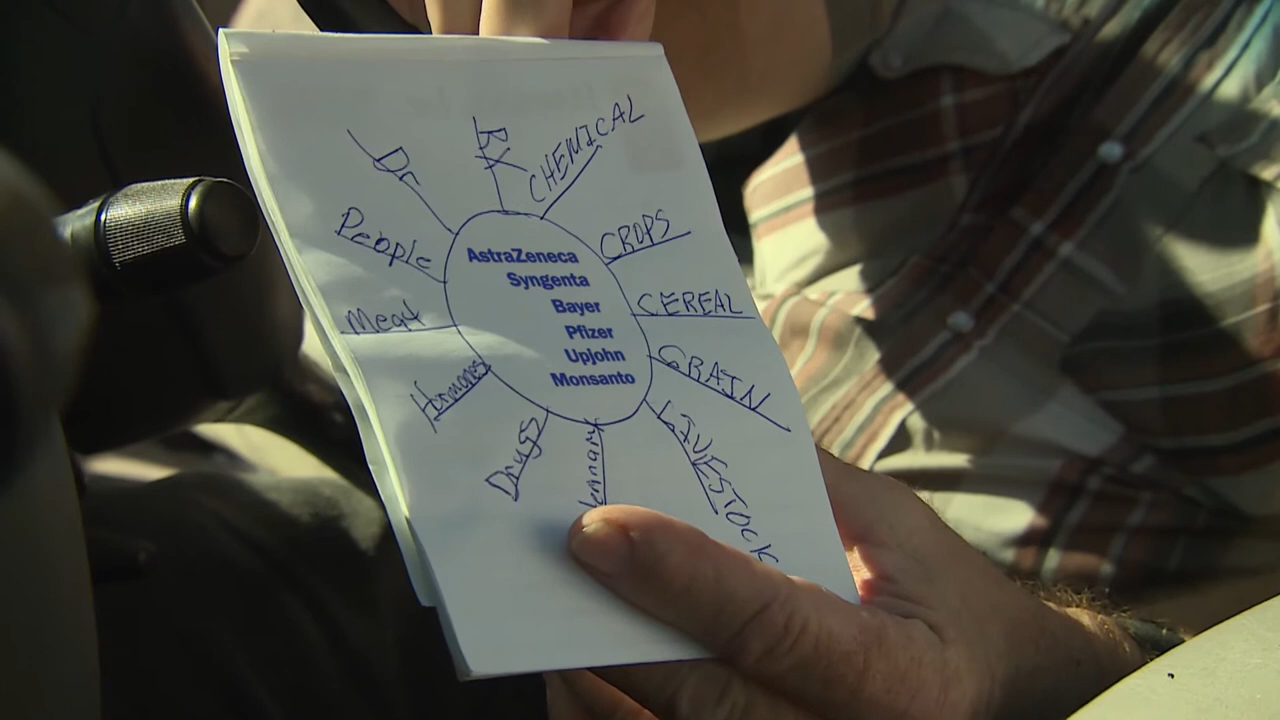 Dr
RX
CHEMICAL
CROPS
CEREAL
GRAIN
LIVESTOCK
Drugs
Hormones
Meat
People
AstraZeneca
Syngenta
Bayer
Pfizer
Upjohn
Monsanto